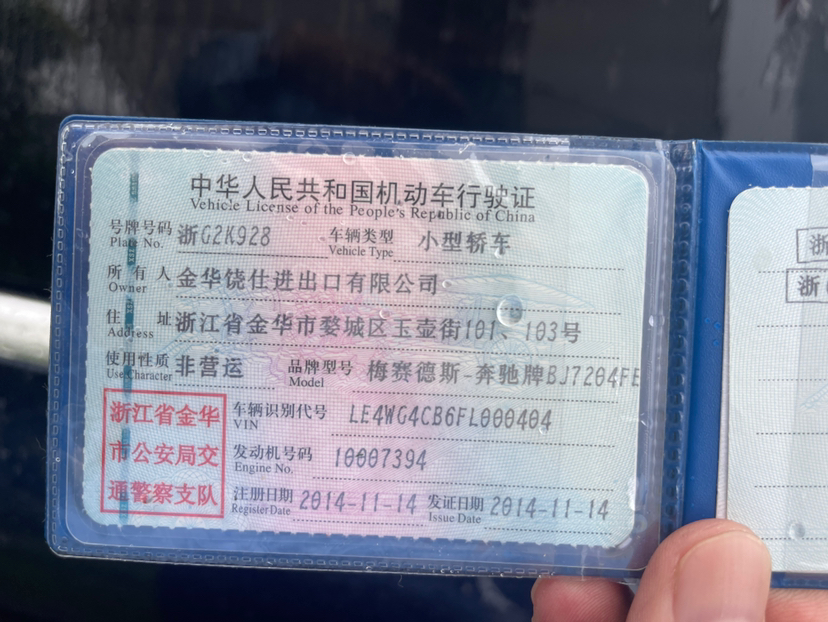 中华人民共和国机动车行驶证
Vehicle License of the People's Republic of China
号牌号码 浙G2K928 车辆类型 小型轿车
Plate No. Vehicle Type
所有人 金华饶仕进出口有限公司
Owner
住址 浙江省金华市婺城区玉壶街101、103号
Address
使用性质 非营运 品牌型号 梅赛德斯-奔驰牌BJ7204FE
Use Character Model
浙江省金华 车辆识别代号 LE4WG4CB6FL000404
VIN
市公安局交 发动机号码 10007394
Engine No.
通警察支队 注册日期 2014-11-14 发证日期 2014-11-14
Register Date Issue Date
浙
浙